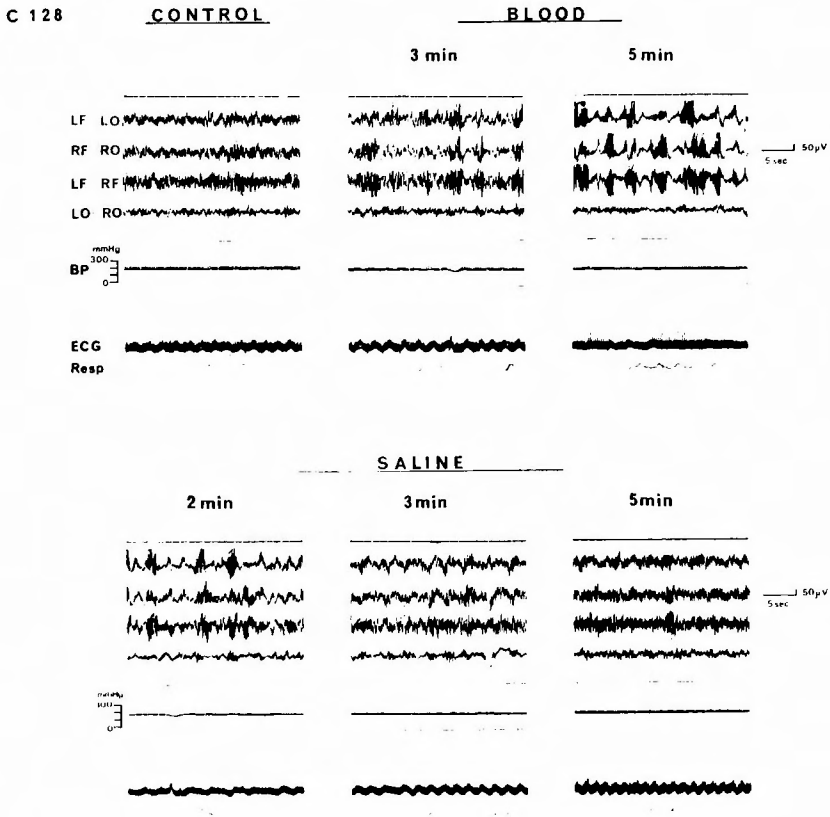 C 128 CONTROL BLOOD
3 min 5 min
LF LO
RF RO 50µV
5 sec
LF RF
LO RO
mmHg
300
BP
0
ECG
Resp
SALINE
2 min 3 min 5min
50µV
5 sec
mmHg
0